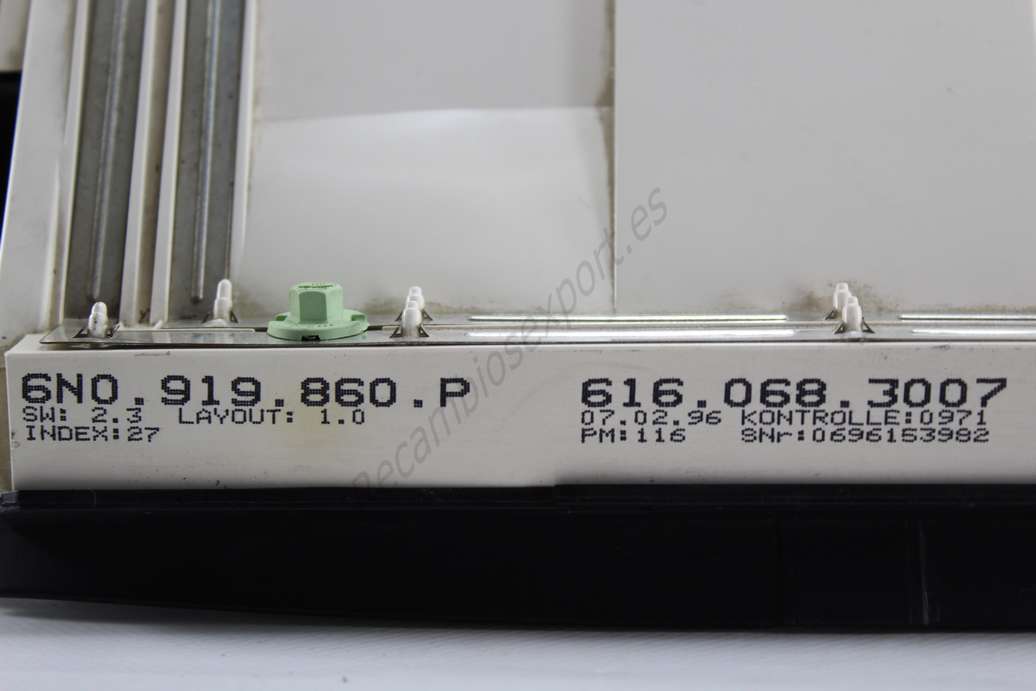 6N0.919.860.P
SW: 2.3 LAYOUT: 1.0
INDEX:27
616.068.3007
07.02.96 KONTROLLE:0971
PM:116 SNr:0696153982
Recambiosexport.es